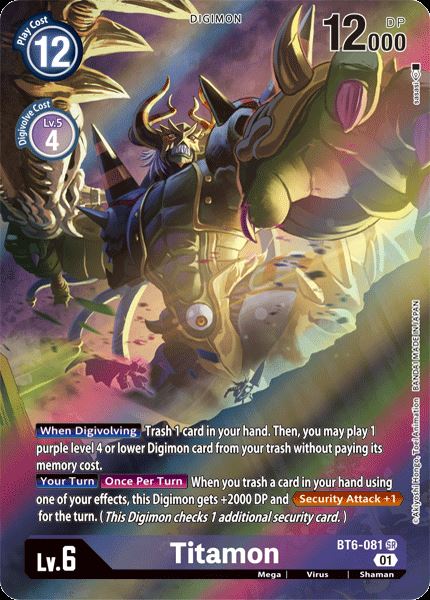 Play Cost
12
DIGIMON
DP
12000
Digivolve Cost
Lv.5
4
sasasi
When Digivolving Trash 1 card in your hand. Then, you may play 1
purple level 4 or lower Digimon card from your trash without paying its
memory cost.
Your Turn Once Per Turn When you trash a card in your hand using
one of your effects, this Digimon gets +2000 DP and Security Attack +1
for the turn. (This Digimon checks 1 additional security card.)
©Akiyoshi Hongo, Toei Animation BANDAI MADE IN JAPAN
Lv.6
Titamon
BT6-081 SR
01
Mega | Virus | Shaman